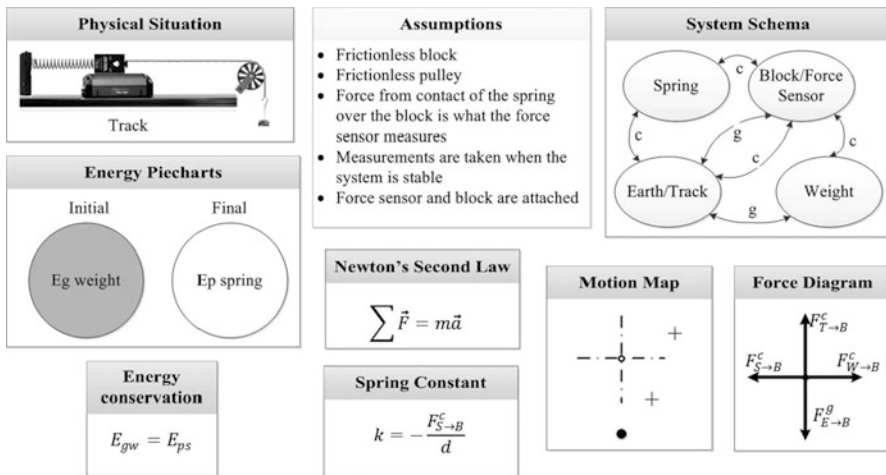 Physical Situation
Track
Energy Piecharts
Initial
Final
Eg weight
Ep spring
Energy
conservation
E_{gw} = E_{ps}
Assumptions
• Frictionless block
• Frictionless pulley
• Force from contact of the spring
over the block is what the force
sensor measures
• Measurements are taken when the
system is stable
• Force sensor and block are attached
Newton's Second Law
∑ F⃗ = ma⃗
Spring Constant
k = - F^c_{S→B} / d
System Schema
Spring
c
Block/Force
Sensor
c
g
c
c
Earth/Track
g
Weight
Motion Map
+
+
Force Diagram
F^c_{T→B}
F^c_{S→B}
F^c_{W→B}
F^g_{E→B}